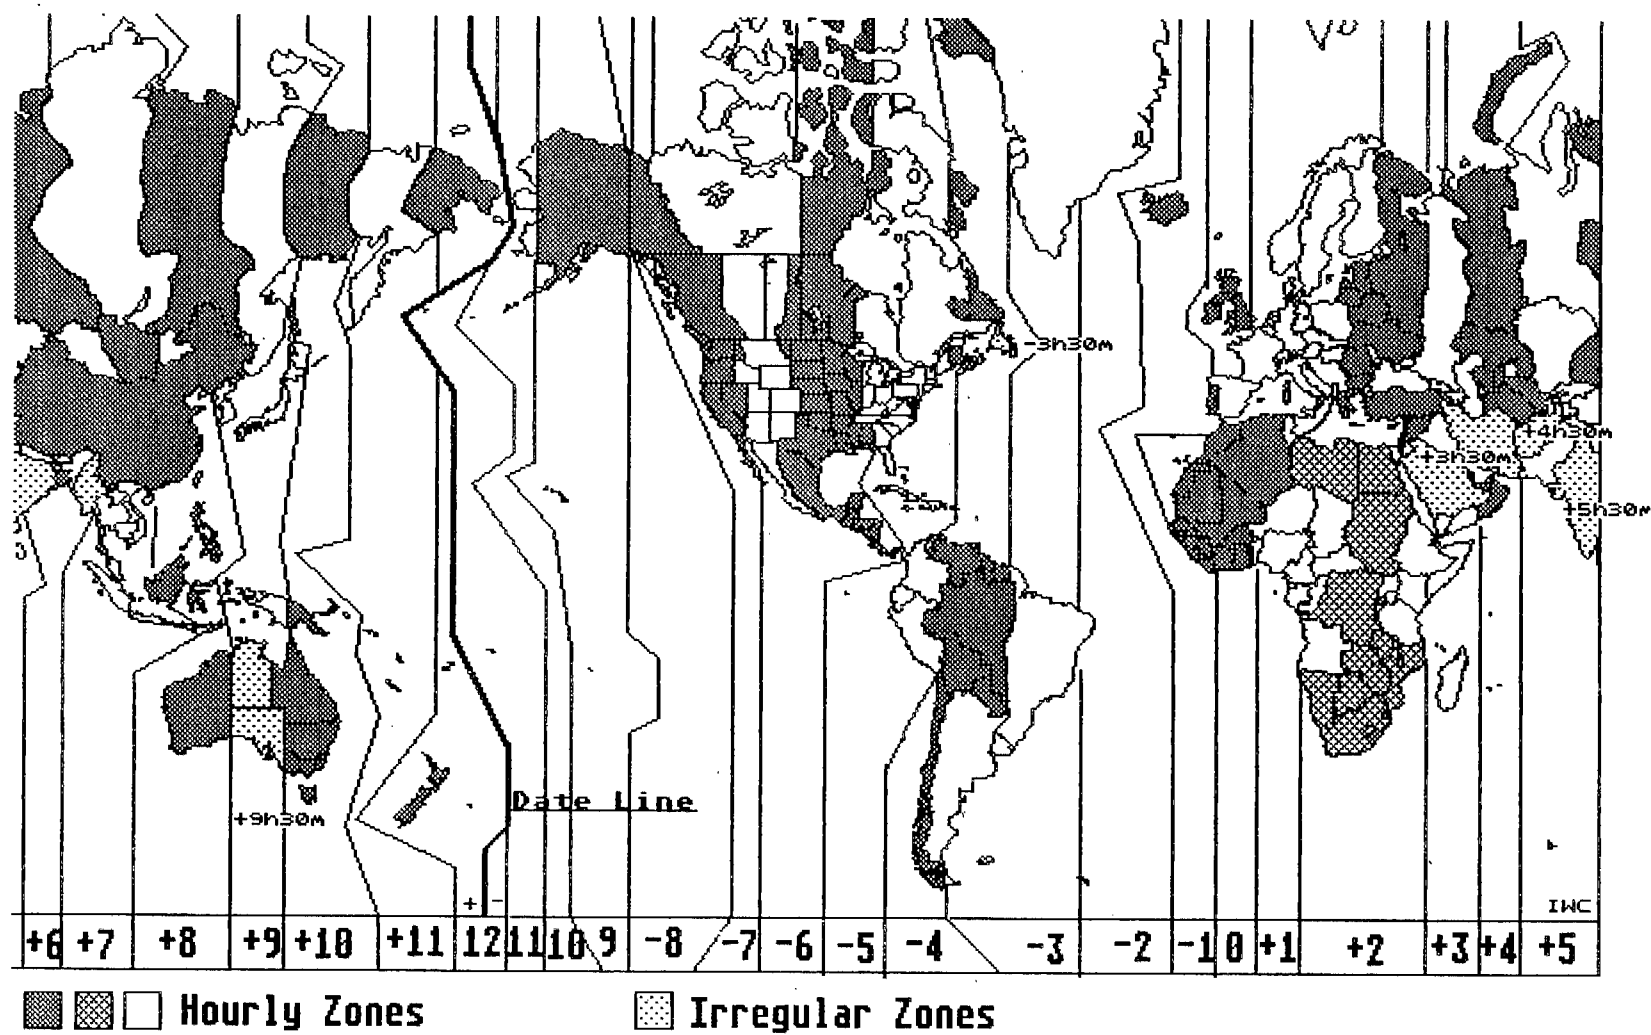 -3h30m
+4h30m
+3h30m
+5h30m
Date Line
+9h30m
+ -
IWC
+6 +7 +8 +9 +10 +11 12 11 10 9 -8 -7 -6 -5 -4 -3 -2 -1 0 +1 +2 +3 +4 +5
Hourly Zones Irregular Zones